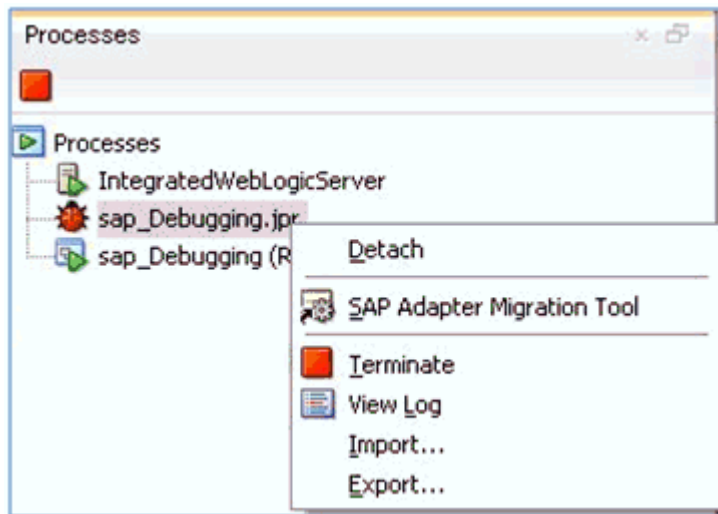 Processes
Processes
IntegratedWebLogicServer
sap_Debugging.jpr
sap_Debugging (R
Detach
SAP Adapter Migration Tool
Terminate
View Log
Import...
Export...